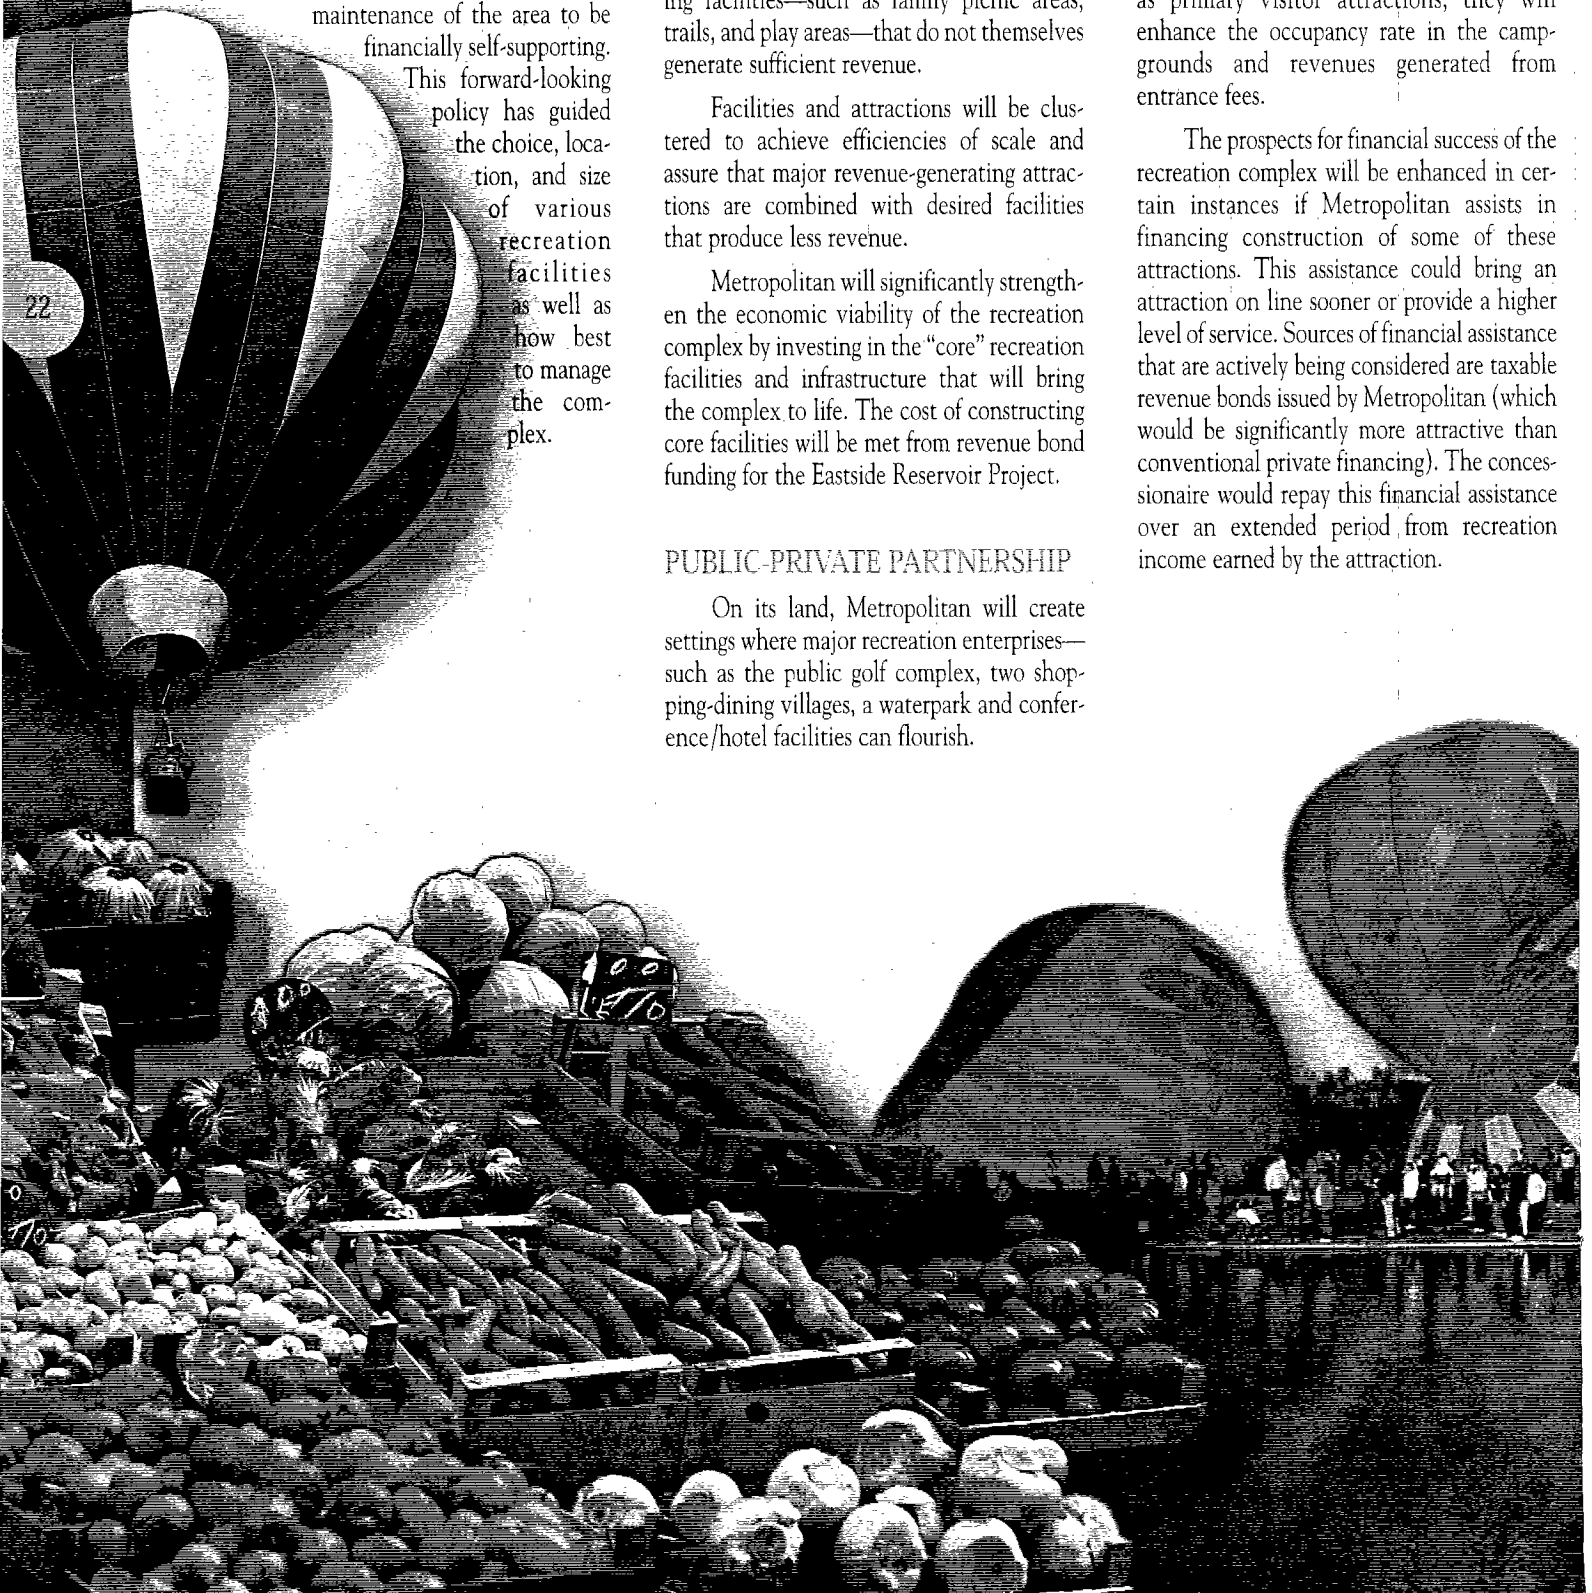 maintenance of the area to be
financially self-supporting.
This forward-looking
policy has guided
the choice, loca-
tion, and size
of various
recreation
facilities
as well as
how best
to manage
the com-
plex.
22
ing facilities—such as family picnic areas,
trails, and play areas—that do not themselves
generate sufficient revenue.
Facilities and attractions will be clus-
tered to achieve efficiencies of scale and
assure that major revenue-generating attrac-
tions are combined with desired facilities
that produce less revenue.
Metropolitan will significantly strength-
en the economic viability of the recreation
complex by investing in the "core" recreation
facilities and infrastructure that will bring
the complex to life. The cost of constructing
core facilities will be met from revenue bond
funding for the Eastside Reservoir Project.
PUBLIC-PRIVATE PARTNERSHIP
On its land, Metropolitan will create
settings where major recreation enterprises—
such as the public golf complex, two shop-
ping-dining villages, a waterpark and confer-
ence/hotel facilities can flourish.
as primary visitor attractions, they will
enhance the occupancy rate in the camp-
grounds and revenues generated from
entrance fees.
The prospects for financial success of the
recreation complex will be enhanced in cer-
tain instances if Metropolitan assists in
financing construction of some of these
attractions. This assistance could bring an
attraction on line sooner or provide a higher
level of service. Sources of financial assistance
that are actively being considered are taxable
revenue bonds issued by Metropolitan (which
would be significantly more attractive than
conventional private financing). The conces-
sionaire would repay this financial assistance
over an extended period from recreation
income earned by the attraction.